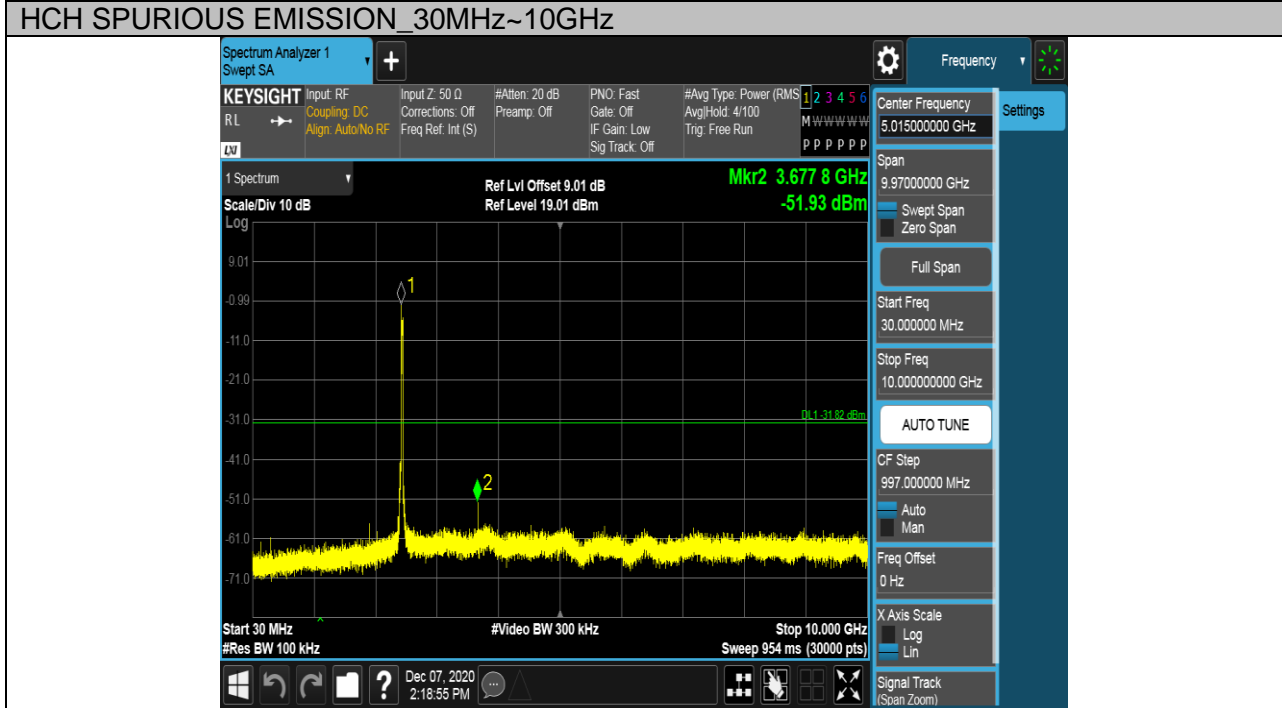 HCH SPURIOUS EMISSION_30MHz~10GHz
Spectrum Analyzer 1
Swept SA
+
Frequency
KEYSIGHT
RL
LXI
Input: RF
Coupling: DC
Align: Auto/No RF
Input Z: 50 Ω
Corrections: Off
Freq Ref: Int (S)
#Atten: 20 dB
Preamp: Off
PNO: Fast
Gate: Off
IF Gain: Low
Sig Track: Off
#Avg Type: Power (RMS
Avg|Hold: 4/100
Trig: Free Run
1 2 3 4 5 6
M W W W W W
P P P P P P
1 Spectrum
Scale/Div 10 dB
Ref Lvl Offset 9.01 dB
Ref Level 19.01 dBm
Mkr2 3.677 8 GHz
-51.93 dBm
Log
9.01
-0.99
-11.0
-21.0
-31.0
-41.0
-51.0
-61.0
-71.0
1
2
DL1 -31.82 dBm
Start 30 MHz
#Res BW 100 kHz
#Video BW 300 kHz
Stop 10.000 GHz
Sweep 954 ms (30000 pts)
Center Frequency
5.015000000 GHz
Settings
Span
9.97000000 GHz
Swept Span
Zero Span
Full Span
Start Freq
30.000000 MHz
Stop Freq
10.000000000 GHz
AUTO TUNE
CF Step
997.000000 MHz
Auto
Man
Freq Offset
0 Hz
X Axis Scale
Log
Lin
Signal Track
(Span Zoom)
?
Dec 07, 2020
2:18:55 PM